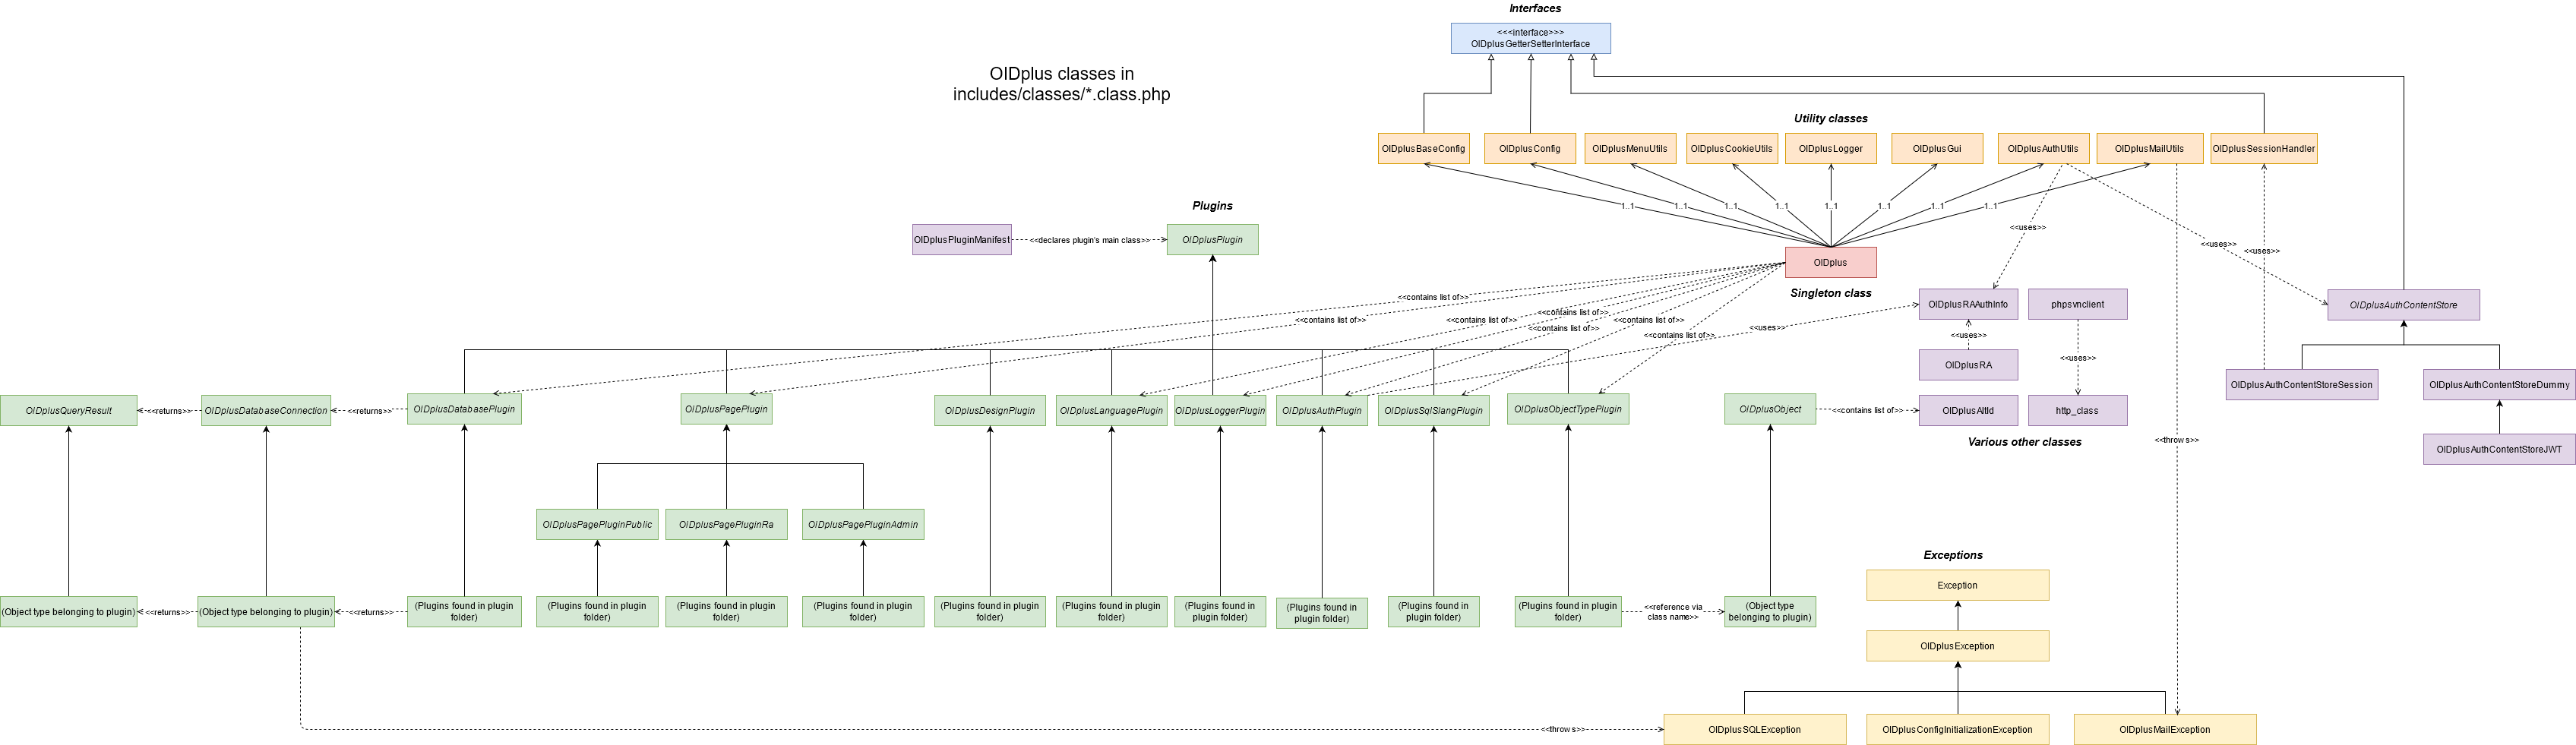 Interfaces
<<<interface>>>
OIDplusGetterSetterInterface
OIDplus classes in
includes/classes/*.class.php
Utility classes
OIDplusBaseConfig
OIDplusConfig
OIDplusMenuUtils
OIDplusCookieUtils
OIDplusLogger
OIDplusGui
OIDplusAuthUtils
OIDplusMailUtils
OIDplusSessionHandler
Plugins
1..1
1..1
1..1
1..1
1..1
1..1
1..1
1..1
<<uses>>
OIDplusPluginManifest
<<declares plugin's main class>>
OIDplusPlugin
<<uses>>
<<uses>>
OIDplus
Singleton class
<<contains list of>>
<<contains list of>>
<<contains list of>>
<<contains list of>>
<<contains list of>>
<<contains list of>>
<<contains list of>>
<<uses>>
OIDplusRAAuthInfo
phpsvnclient
OIDplusAuthContentStore
<<uses>>
<<uses>>
OIDplusRA
OIDplusAuthContentStoreSession
OIDplusAuthContentStoreDummy
OIDplusQueryResult
<<returns>>
OIDplusDatabaseConnection
<<returns>>
OIDplusDatabasePlugin
OIDplusPagePlugin
OIDplusDesignPlugin
OIDplusLanguagePlugin
OIDplusLoggerPlugin
OIDplusAuthPlugin
OIDplusSqlSlangPlugin
OIDplusObjectTypePlugin
OIDplusObject
<<contains list of>>
OIDplusAltId
http_class
Various other classes
<<throws>>
OIDplusAuthContentStoreJWT
OIDplusPagePluginPublic
OIDplusPagePluginRa
OIDplusPagePluginAdmin
Exceptions
Exception
(Object type belonging to plugin)
<<returns>>
(Object type belonging to plugin)
<<returns>>
(Plugins found in plugin
folder)
(Plugins found in plugin
folder)
(Plugins found in plugin
folder)
(Plugins found in plugin
folder)
(Plugins found in plugin
folder)
(Plugins found in plugin
folder)
(Plugins found in
plugin folder)
(Plugins found in
plugin folder)
(Plugins found in
plugin folder)
(Plugins found in plugin
folder)
<<reference via
class name>>
(Object type
belonging to plugin)
OIDplusException
<<throws>>
OIDplusSQLException
OIDplusConfigInitializationException
OIDplusMailException